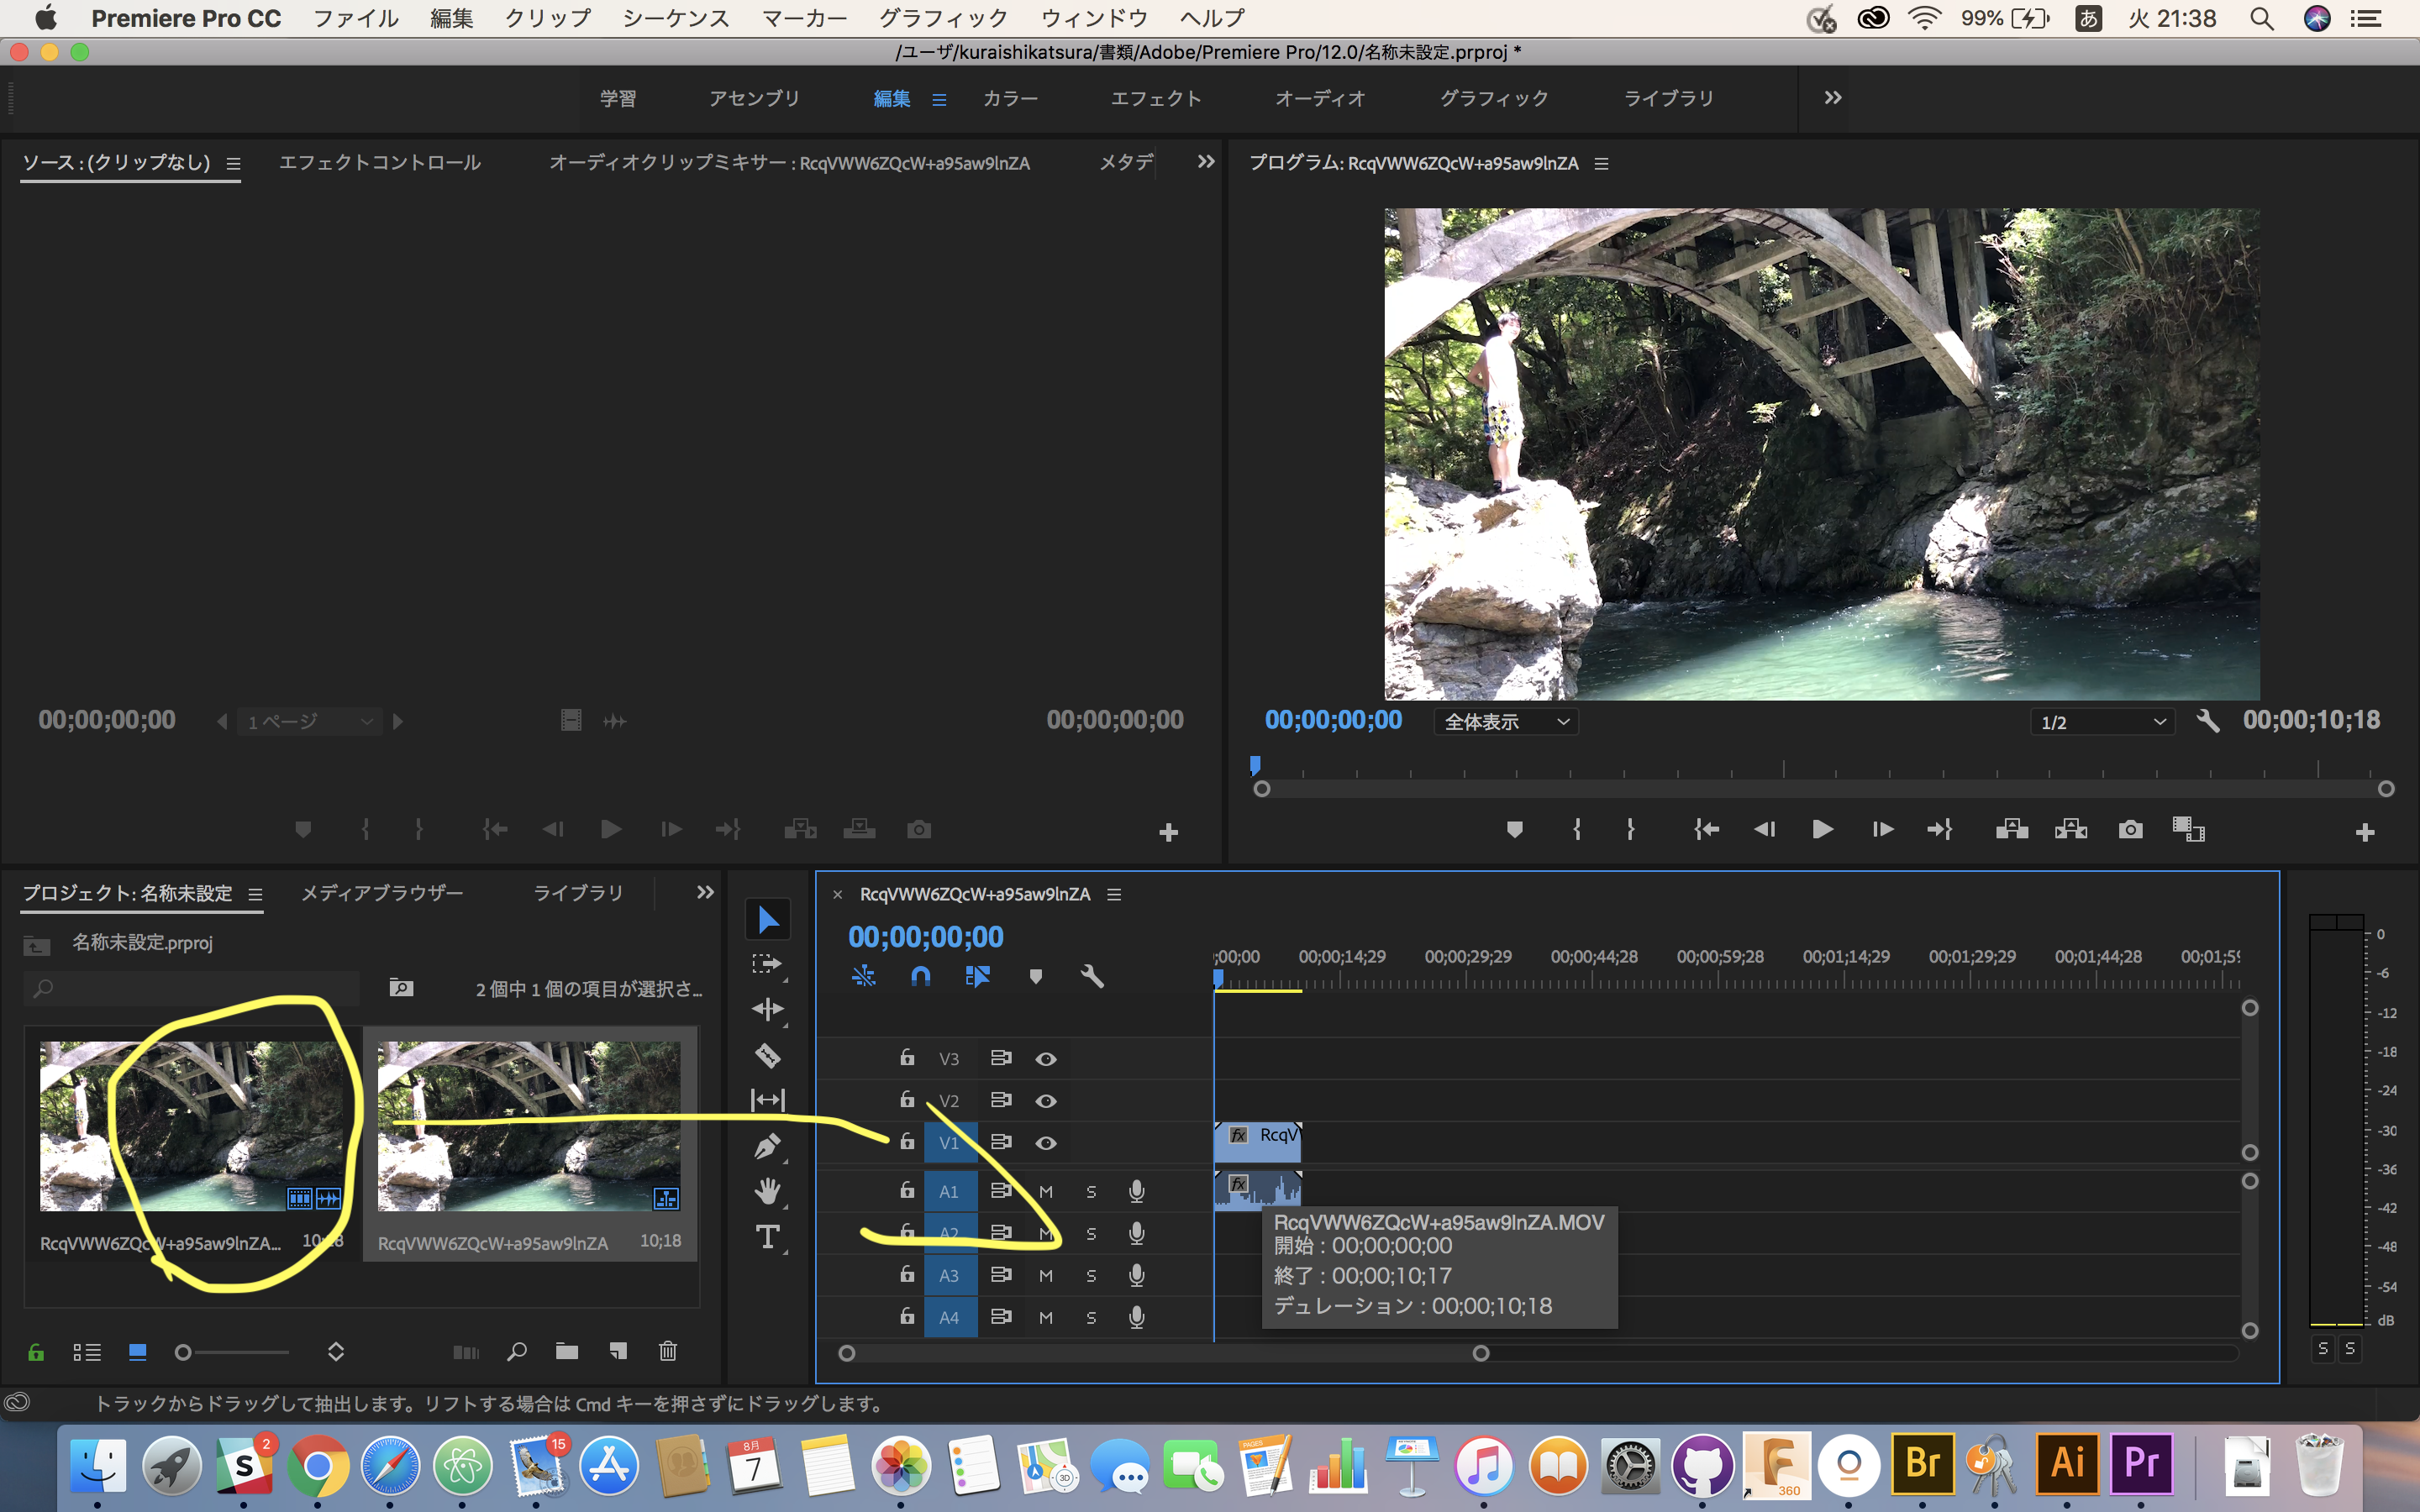 Premiere Pro CC ファイル 編集 クリップ シーケンス マーカー グラフィック ウィンドウ ヘルプ 99% あ 火 21:38
/ユーザ/kuraishikatsura/書類/Adobe/Premiere Pro/12.0/名称未設定.prproj *
学習 アセンブリ 編集 カラー エフェクト オーディオ グラフィック ライブラリ
ソース : (クリップなし) エフェクトコントロール オーディオクリップミキサー : RcqVWW6ZQcW+a95aw9lnZA メタデ
プログラム: RcqVWW6ZQcW+a95aw9lnZA
00;00;00;00 1 ページ 00;00;00;00
00;00;00;00 全体表示 1/2 00;00;10;18
プロジェクト: 名称未設定 メディアブラウザー ライブラリ
名称未設定.prproj
2 個中 1 個の項目が選択さ...
RcqVWW6ZQcW+a95aw9lnZA... 10;18
RcqVWW6ZQcW+a95aw9lnZA 10;18
T
× RcqVWW6ZQcW+a95aw9lnZA
00;00;00;00
;00;00 00;00;14;29 00;00;29;29 00;00;44;28 00;00;59;28 00;01;14;29 00;01;29;29 00;01;44;28 00;01;59
V3
V2
V1 fx RcqV
A1 M S fx
A2 M S
A3 M S
A4 M S
RcqVWW6ZQcW+a95aw9lnZA.MOV
開始 : 00;00;00;00
終了 : 00;00;10;17
デュレーション : 00;00;10;18
0
-6
-12
-18
-24
-30
-36
-42
-48
-54
dB
S S
トラックからドラッグして抽出します。リフトする場合は Cmd キーを押さずにドラッグします。
S 2 15 8月 7 PAGES 3D 360 Br Ai Pr